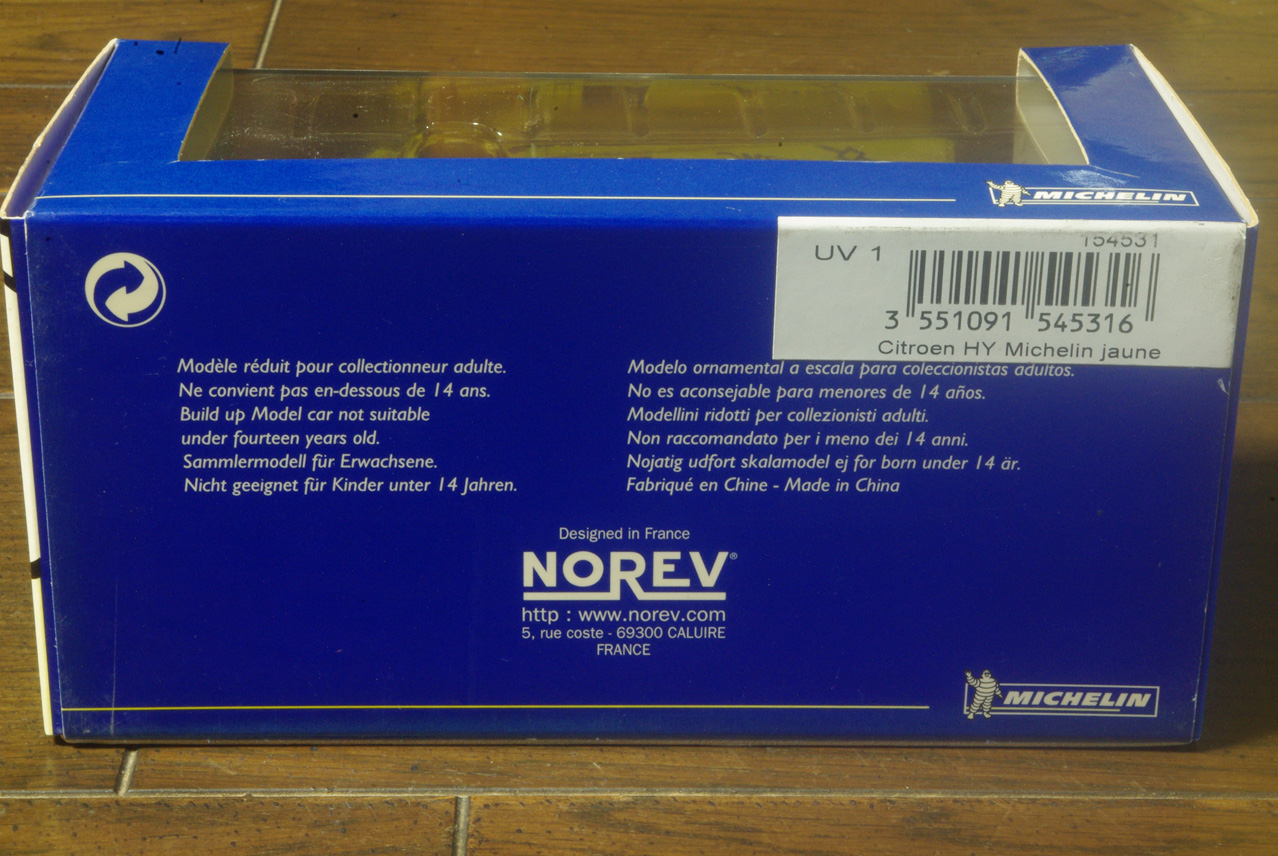 MICHELIN
UV 1
154531
3 551091 545316
Citroen HY Michelin jaune
Modèle réduit pour collectionneur adulte.
Ne convient pas en-dessous de 14 ans.
Build up Model car not suitable
under fourteen years old.
Sammlermodell für Erwachsene.
Nicht geeignet für Kinder unter 14 Jahren.
Modelo ornamental a escala para coleccionistas adultos.
No es aconsejable para menores de 14 años.
Modellini ridotti per collezionisti adulti.
Non raccomandato per i meno dei 14 anni.
Nojatig udfort skalamodel ej for born under 14 är.
Fabriqué en Chine - Made in China
Designed in France
NOREV®
http : www.norev.com
5, rue coste - 69300 CALUIRE
FRANCE
MICHELIN